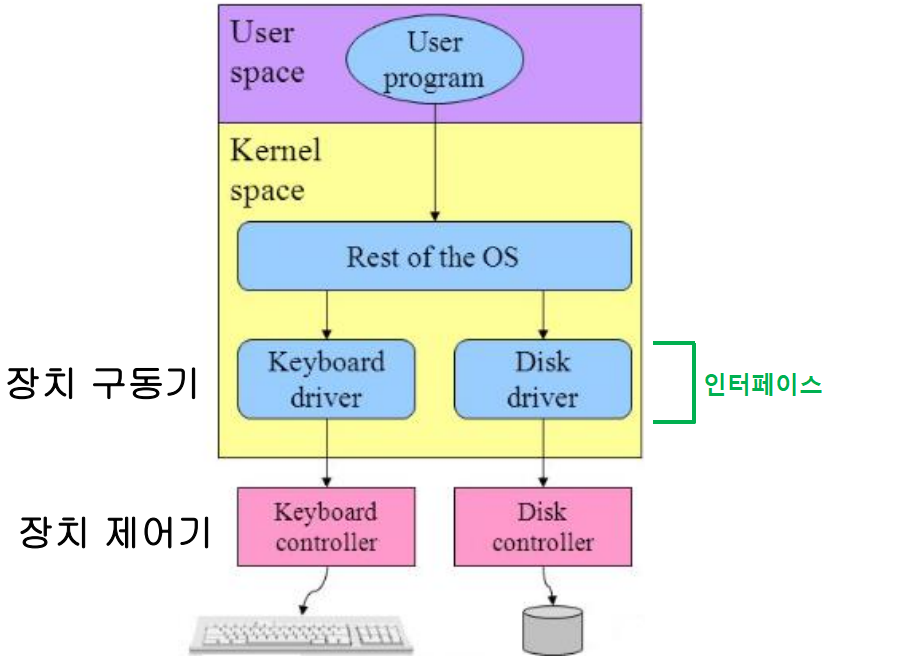 User
space
User
program
Kernel
space
Rest of the OS
장치 구동기
Keyboard
driver
Disk
driver
인터페이스
장치 제어기
Keyboard
controller
Disk
controller